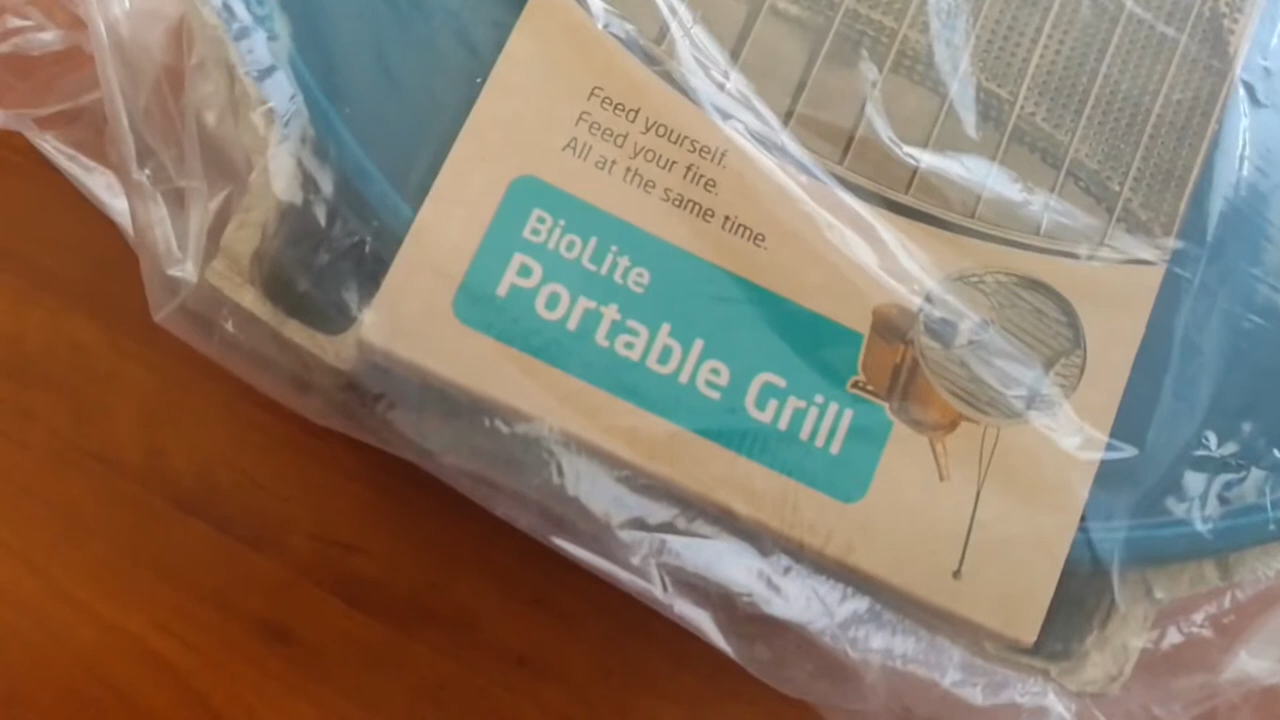 Feed yourself.
Feed your fire.
All at the same time.
BioLite
Portable Grill